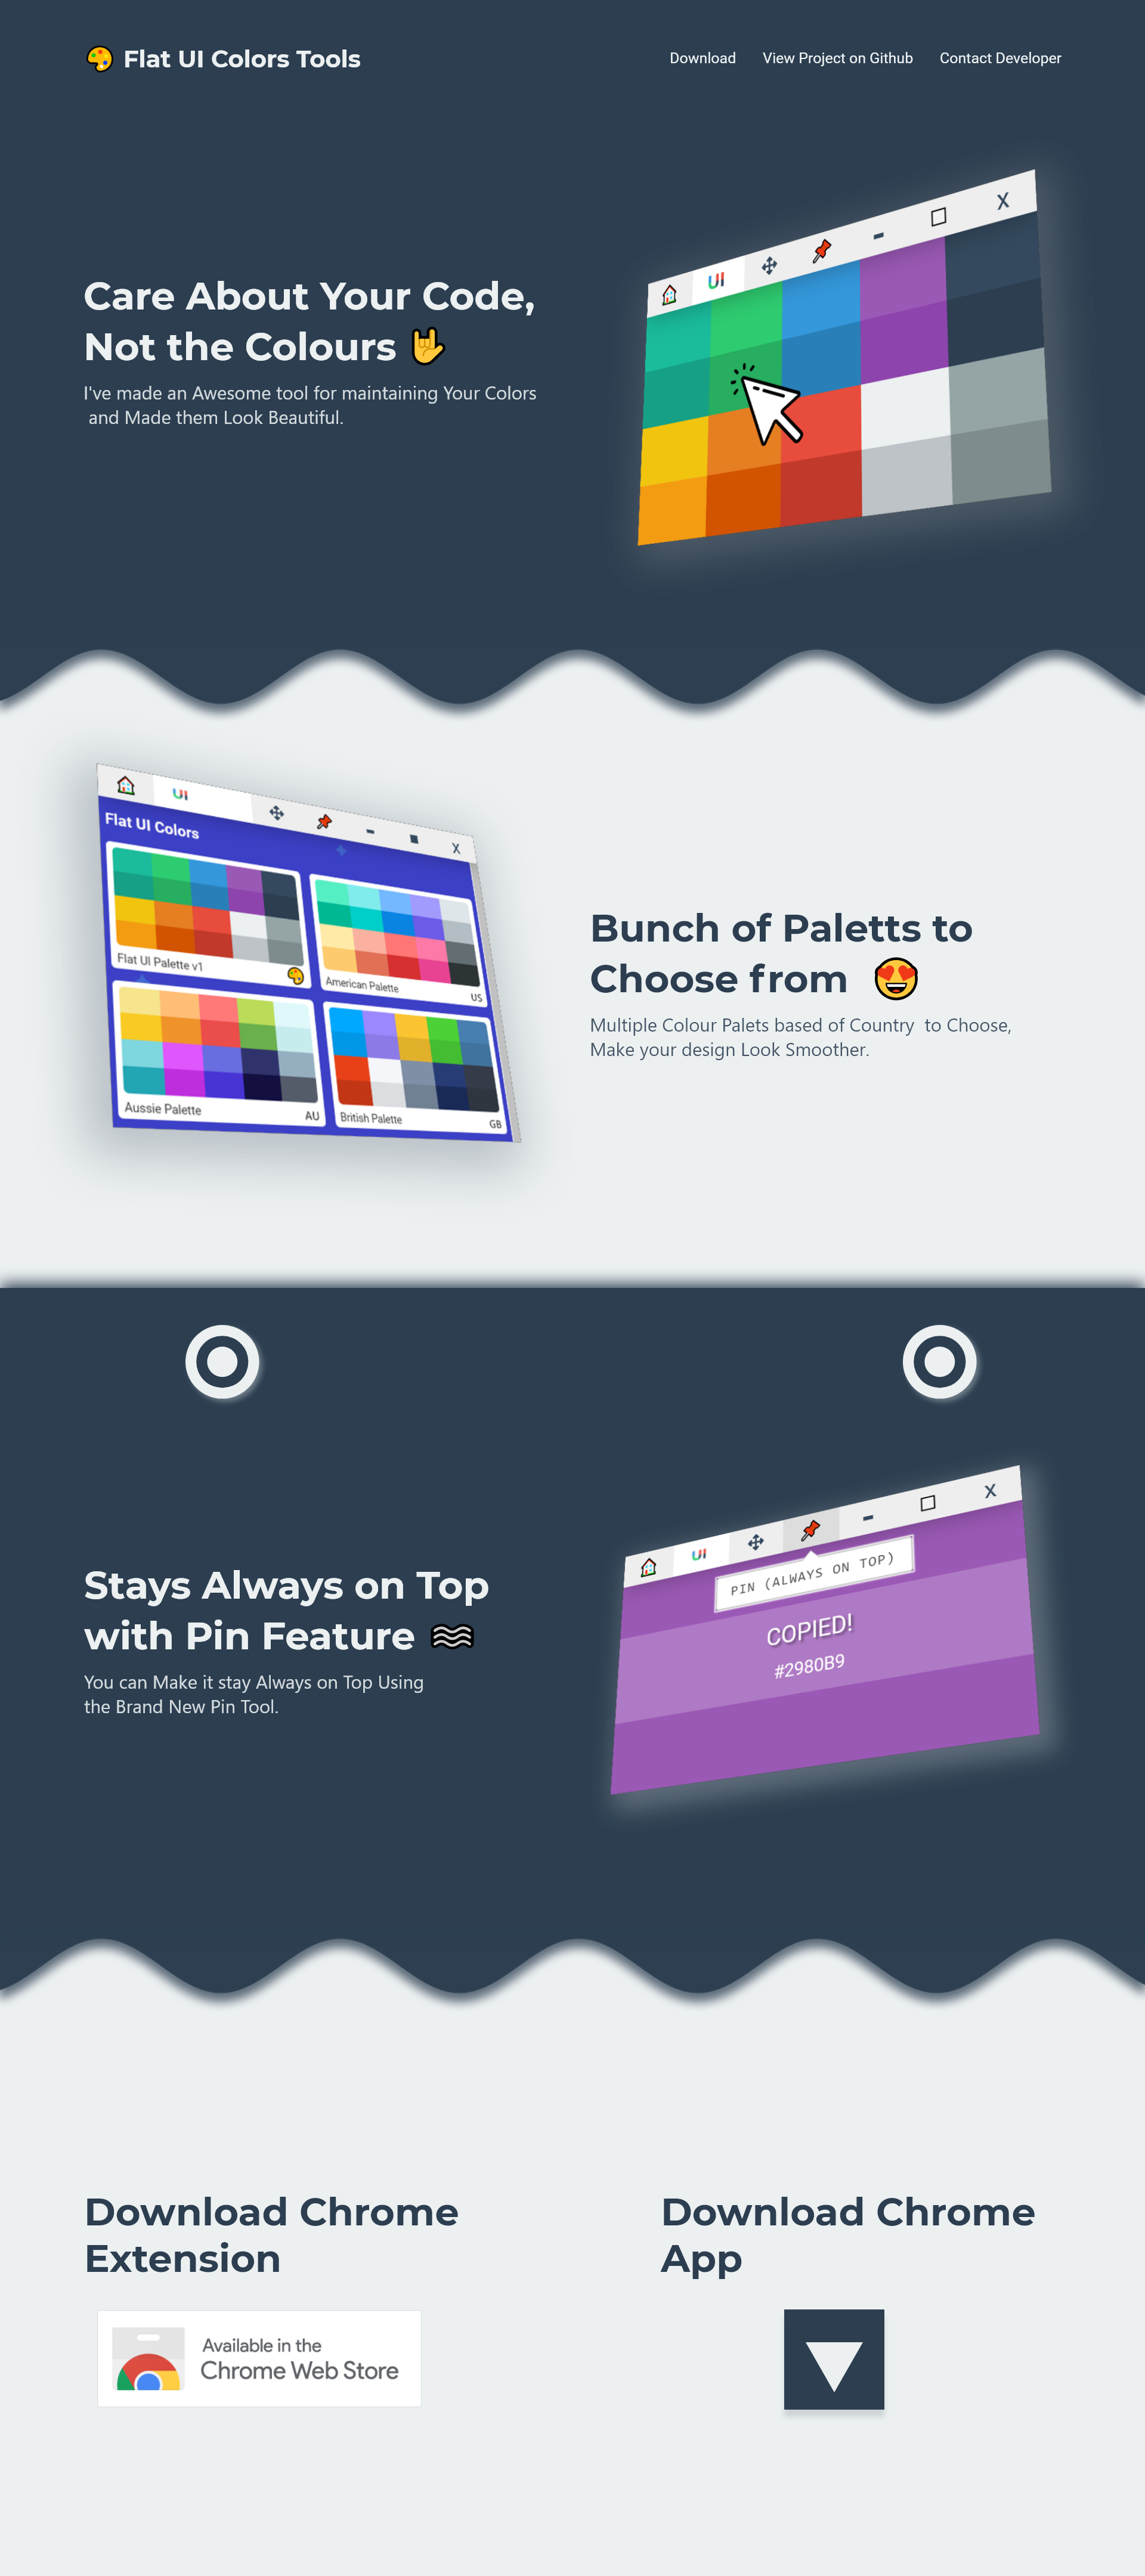 Flat UI Colors Tools
Download View Project on Github Contact Developer
X
UI
Care About Your Code,
Not the Colours
I've made an Awesome tool for maintaining Your Colors
and Made them Look Beautiful.
UI
X
Flat UI Colors
Flat UI Palette v1
American Palette US
Aussie Palette AU
British Palette GB
Bunch of Paletts to
Choose from
Multiple Colour Palets based of Country to Choose,
Make your design Look Smoother.
X
UI
PIN (ALWAYS ON TOP)
COPIED!
#2980B9
Stays Always on Top
with Pin Feature
You can Make it stay Always on Top Using
the Brand New Pin Tool.
Download Chrome
Extension
Available in the
Chrome Web Store
Download Chrome
App